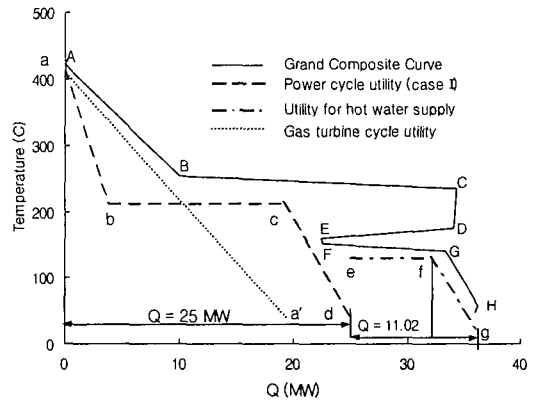 Temperature (C)
500
400
300
200
100
0
0
10
20
30
40
Q (MW)
Grand Composite Curve
Power cycle utility (case I)
Utility for hot water supply
Gas turbine cycle utility
a
A
B
C
b
c
E
D
F
G
e
f
H
a'
d
g
Q = 25 MW
Q = 11.02